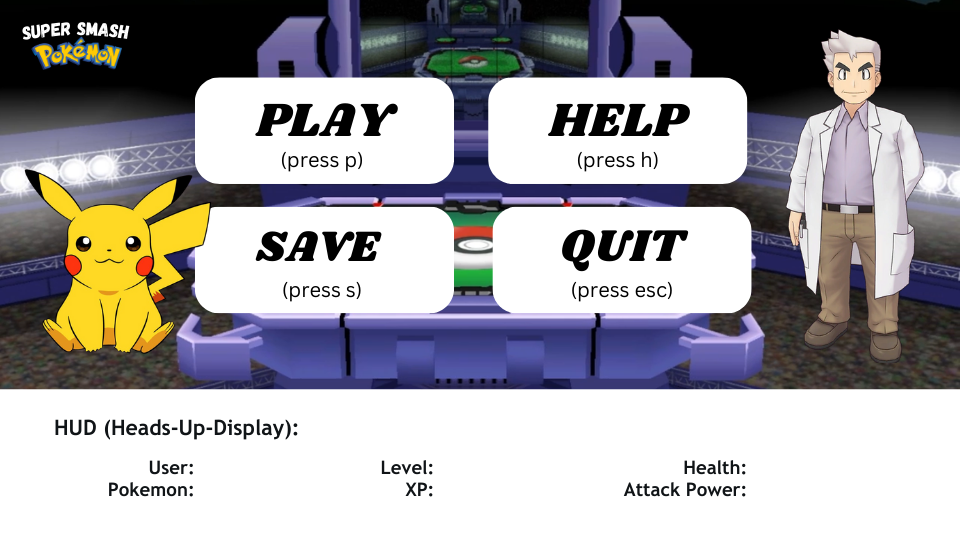 SUPER SMASH
POKéMON
PLAY
(press p)
HELP
(press h)
SAVE
(press s)
QUIT
(press esc)
HUD (Heads-Up-Display):
User:
Level:
Health:
Pokemon:
XP:
Attack Power: